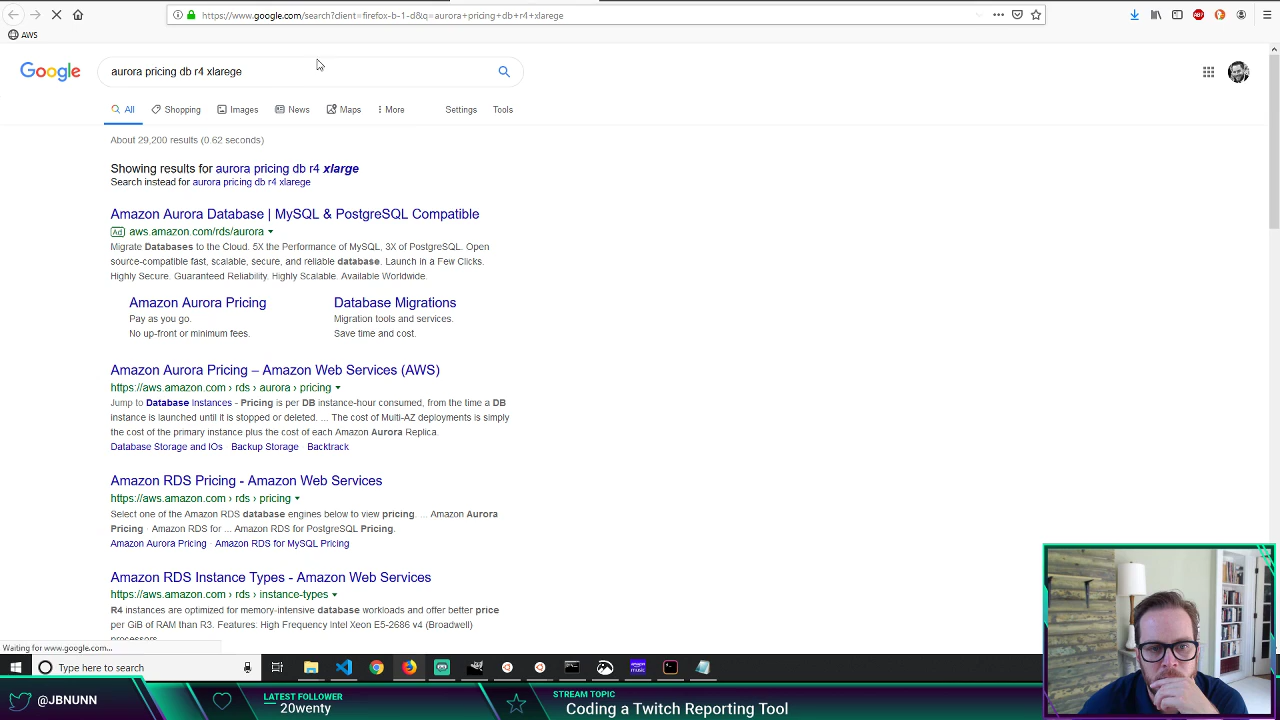 https://www.google.com/search?client=firefox-b-1-d&q=aurora+pricing+db+r4+xlarege
AWS
Google
aurora pricing db r4 xlarege
All Shopping Images News Maps More Settings Tools
About 29,200 results (0.62 seconds)
Showing results for aurora pricing db r4 xlarge
Search instead for aurora pricing db r4 xlarege
Amazon Aurora Database | MySQL & PostgreSQL Compatible
Ad aws.amazon.com/rds/aurora
Migrate Databases to the Cloud. 5X the Performance of MySQL, 3X of PostgreSQL. Open
source-compatible fast, scalable, secure, and reliable database. Launch in a Few Clicks.
Highly Secure. Guaranteed Reliability. Highly Scalable. Available Worldwide.
Amazon Aurora Pricing Database Migrations
Pay as you go. Migration tools and services.
No up-front or minimum fees. Save time and cost.
Amazon Aurora Pricing – Amazon Web Services (AWS)
https://aws.amazon.com › rds › aurora › pricing
Jump to Database Instances - Pricing is per DB instance-hour consumed, from the time a DB
instance is launched until it is stopped or deleted. ... The cost of Multi-AZ deployments is simply
the cost of the primary instance plus the cost of each Amazon Aurora Replica.
Database Storage and IOs Backup Storage Backtrack
Amazon RDS Pricing - Amazon Web Services
https://aws.amazon.com › rds › pricing
Select one of the Amazon RDS database engines below to view pricing. ... Amazon Aurora
Pricing · Amazon RDS for ... Amazon RDS for PostgreSQL Pricing.
Amazon Aurora Pricing · Amazon RDS for MySQL Pricing
Amazon RDS Instance Types - Amazon Web Services
https://aws.amazon.com › rds › instance-types
R4 instances are optimized for memory-intensive database workloads and offer better price
per GiB of RAM than R3. Features: High Frequency Intel Xeon E5-2686 v4 (Broadwell)
processors
Waiting for www.google.com...
Type here to search
@JBNUNN
LATEST FOLLOWER
20wenty
STREAM TOPIC
Coding a Twitch Reporting Tool